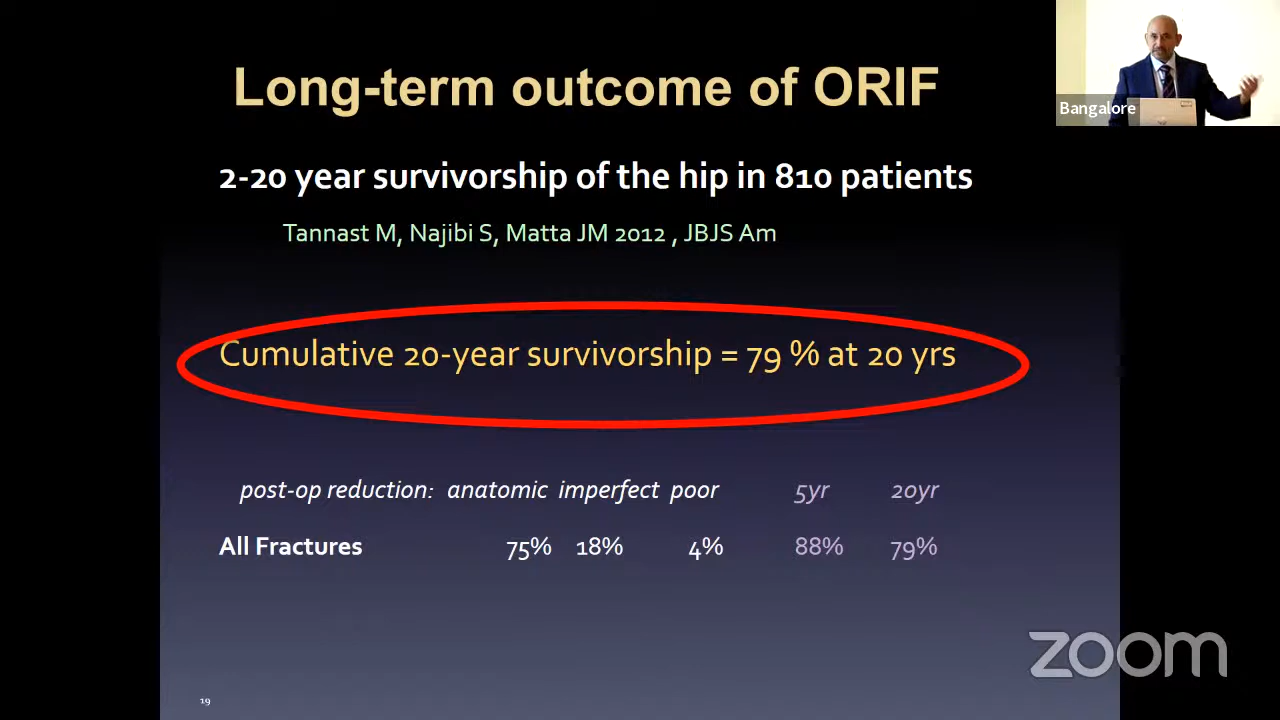 Long-term outcome of ORIF
Bangalore
2-20 year survivorship of the hip in 810 patients
Tannast M, Najibi S, Matta JM 2012 , JBJS Am
Cumulative 20-year survivorship = 79 % at 20 yrs
post-op reduction: anatomic imperfect poor 5yr 20yr
All Fractures 75% 18% 4% 88% 79%
zoom
19